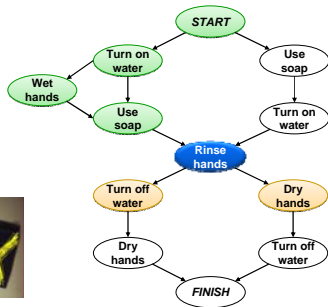 START
Turn on
water
Use
soap
Wet
hands
Use
soap
Turn on
water
Rinse
hands
Turn off
water
Dry
hands
Dry
hands
Turn off
water
FINISH